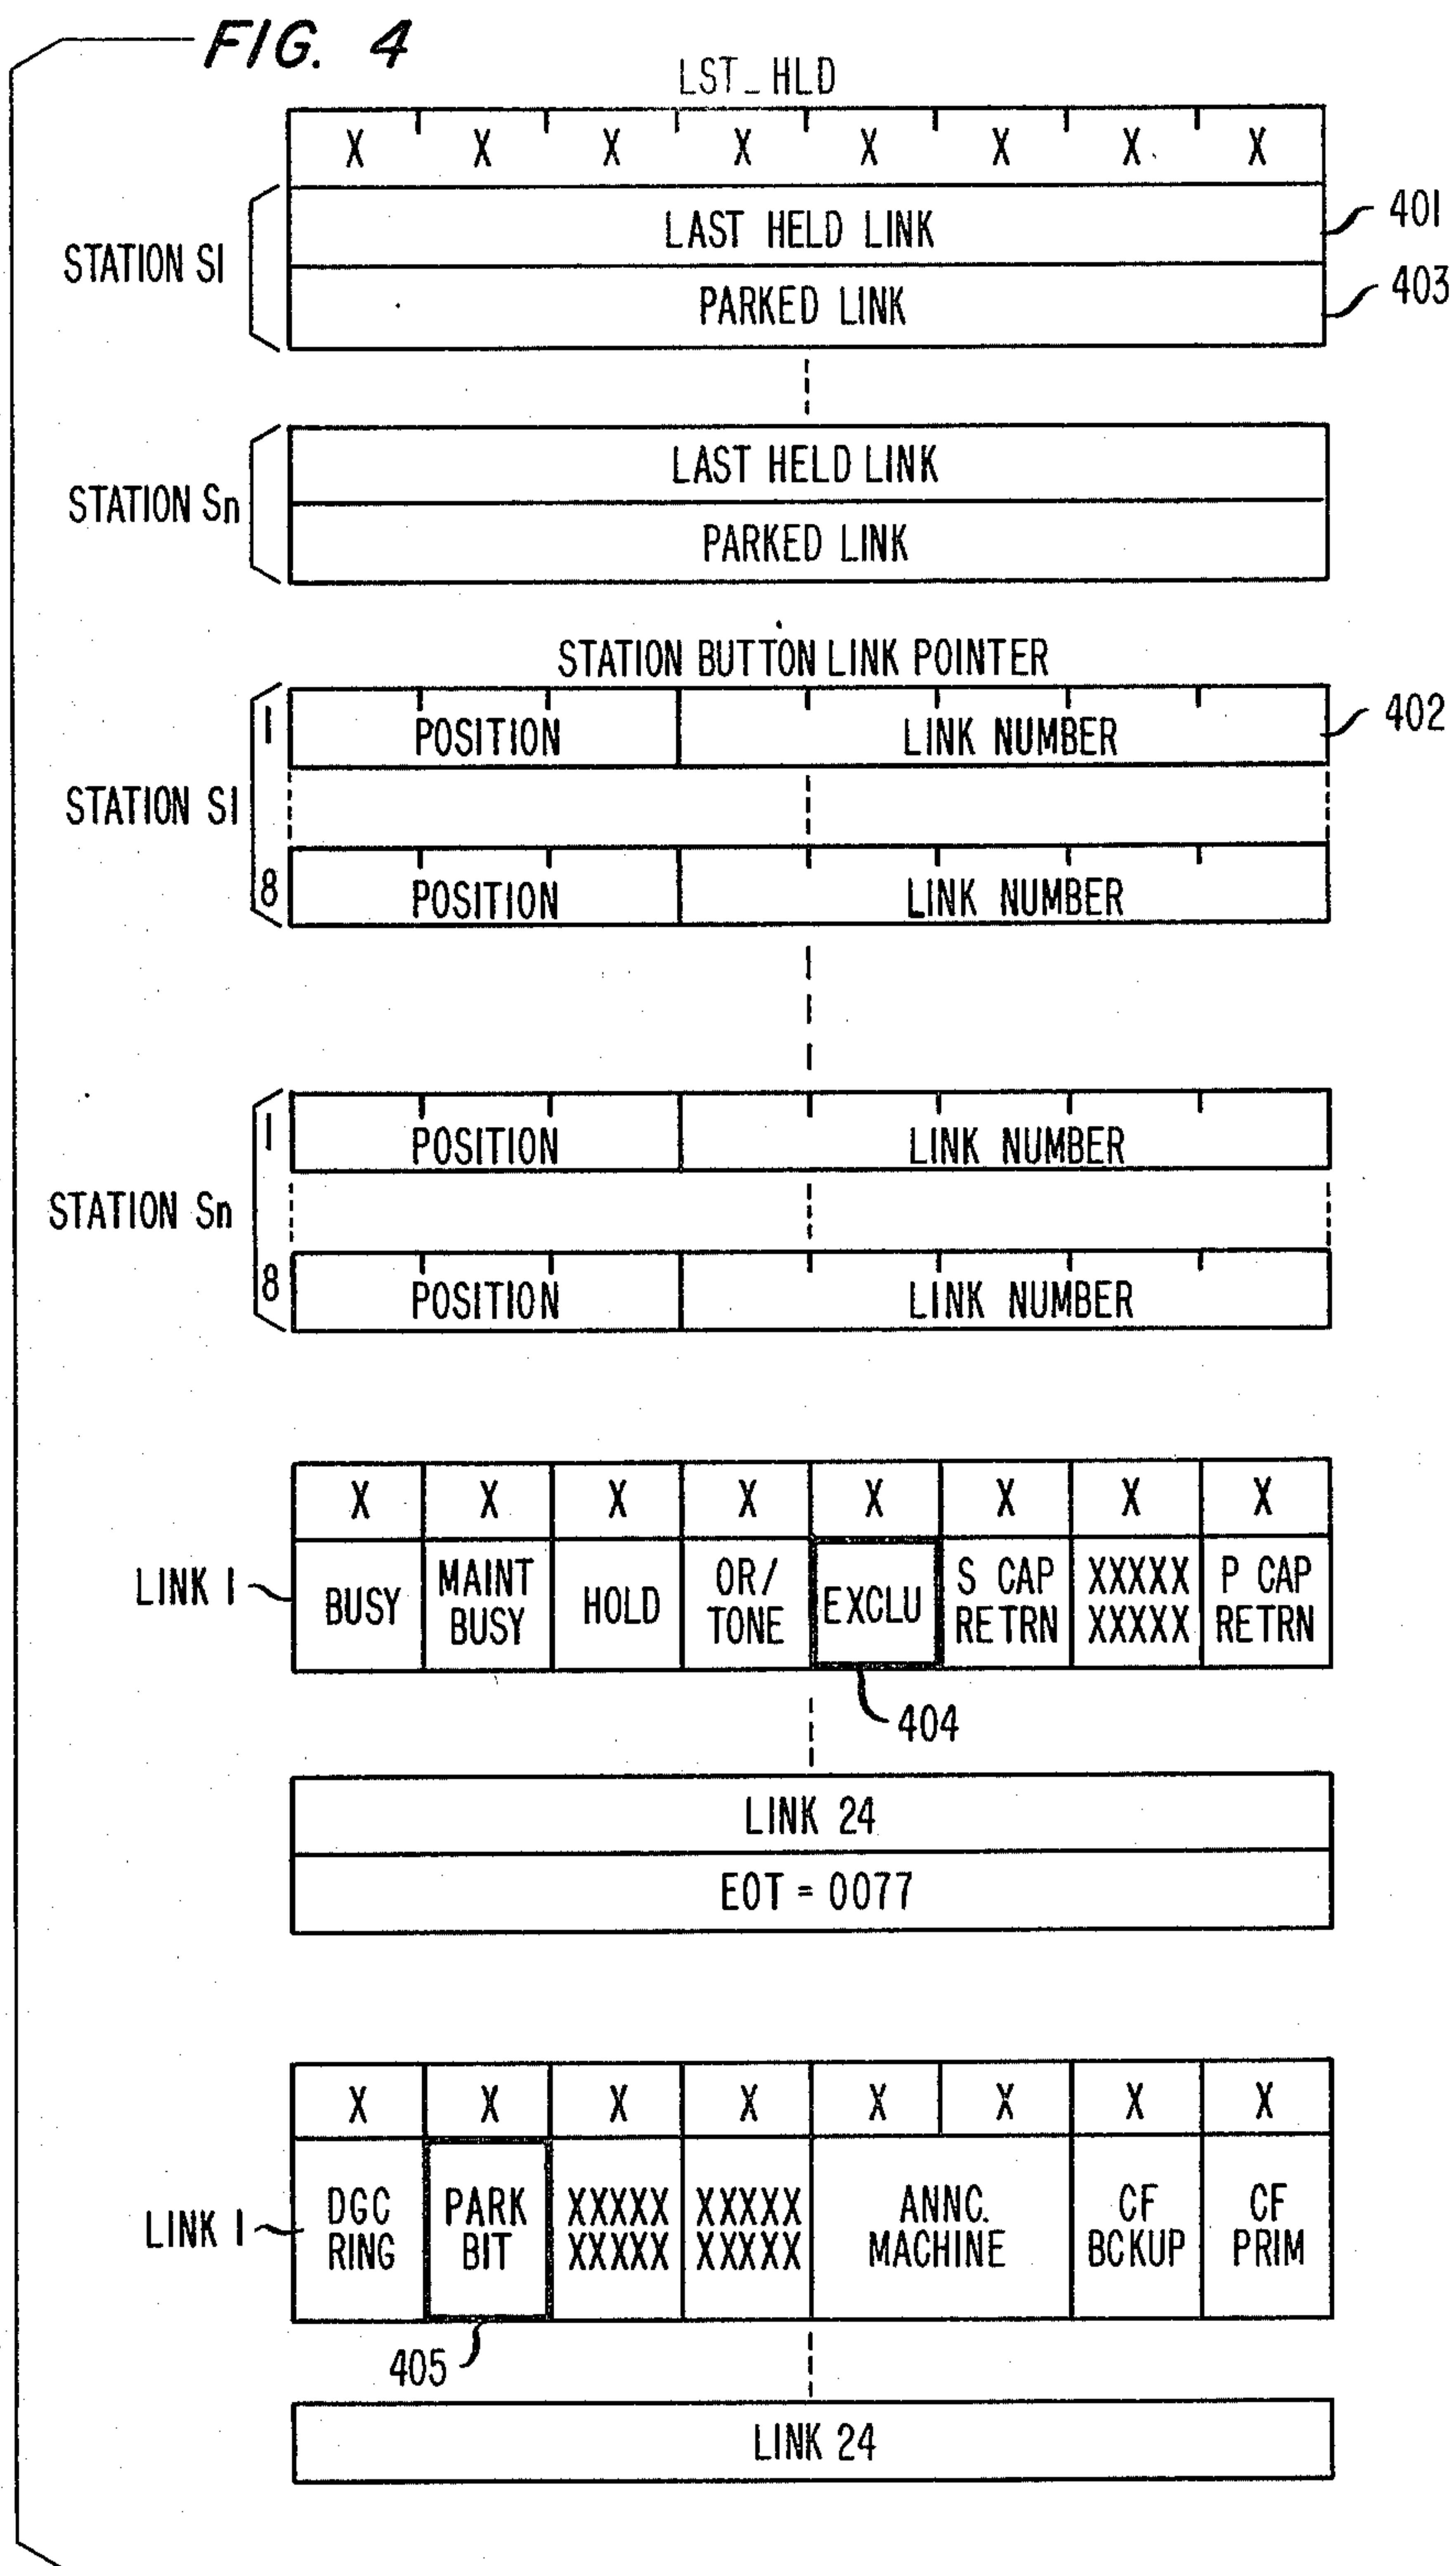 FIG. 4
LST_HLD
X X X X X X X X
STATION S1
LAST HELD LINK
401
PARKED LINK
403
STATION Sn
LAST HELD LINK
PARKED LINK
STATION BUTTON LINK POINTER
STATION S1
1 POSITION LINK NUMBER
402
8 POSITION LINK NUMBER
STATION Sn
1 POSITION LINK NUMBER
8 POSITION LINK NUMBER
X X X X X X X X
LINK 1
BUSY
MAINT
BUSY
HOLD
OR/
TONE
EXCLU
S CAP
RETRN
XXXXX
XXXXX
P CAP
RETRN
404
LINK 24
EOT = 0077
X X X X X X X X
LINK 1
DGC
RING
PARK
BIT
XXXXX
XXXXX
XXXXX
XXXXX
ANNC.
MACHINE
CF
BCKUP
CF
PRIM
405
LINK 24